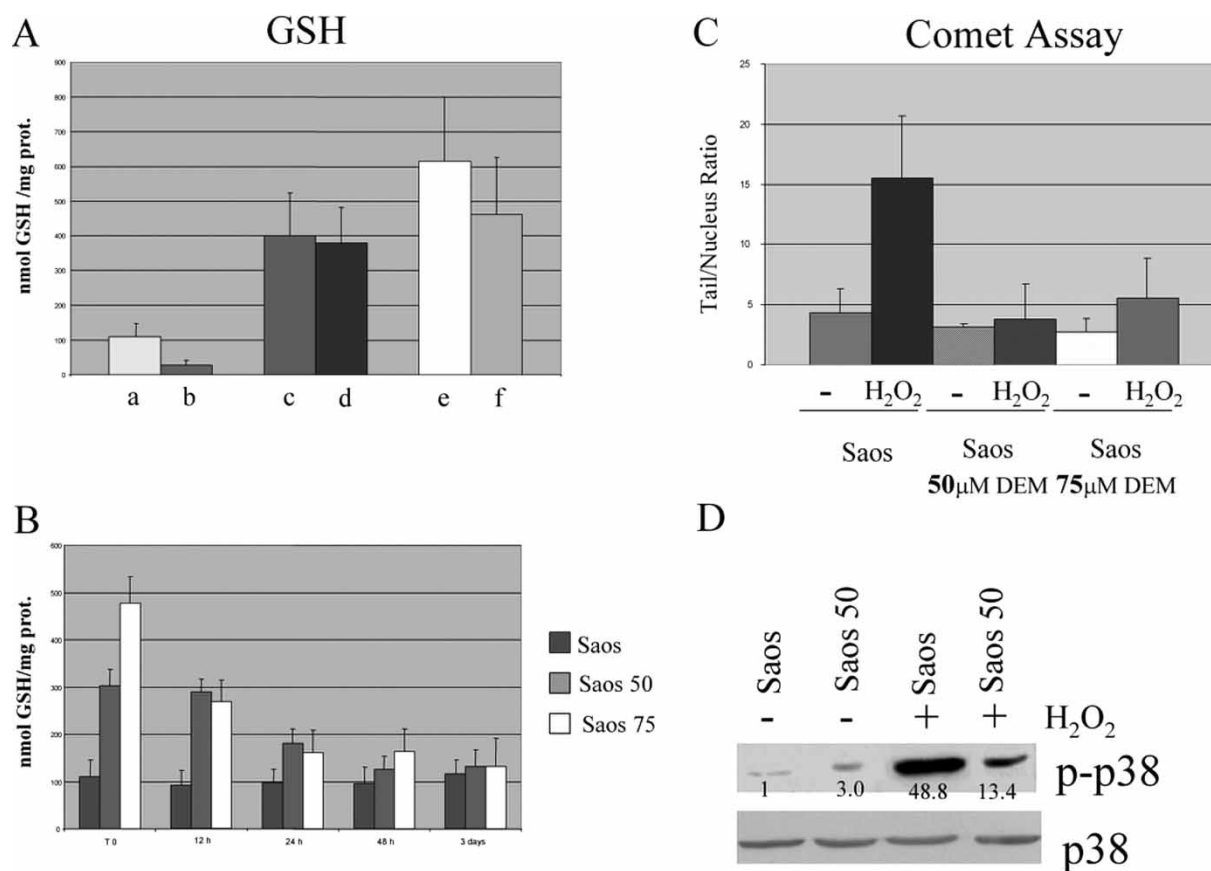 A
GSH
nmol GSH /mg prot.
900
800
700
600
500
400
300
200
100
0
a b c d e f
B
nmol GSH/mg prot.
600
500
400
300
200
100
0
T 0 12 h 24 h 48 h 3 days
Saos
Saos 50
Saos 75
C
Comet Assay
Tail/Nucleus Ratio
25
20
15
10
5
0
- H₂O₂ - H₂O₂ - H₂O₂
Saos Saos Saos
50μM DEM 75μM DEM
D
Saos Saos 50 Saos Saos 50
- - + + H₂O₂
p-p38
1 3.0 48.8 13.4
p38